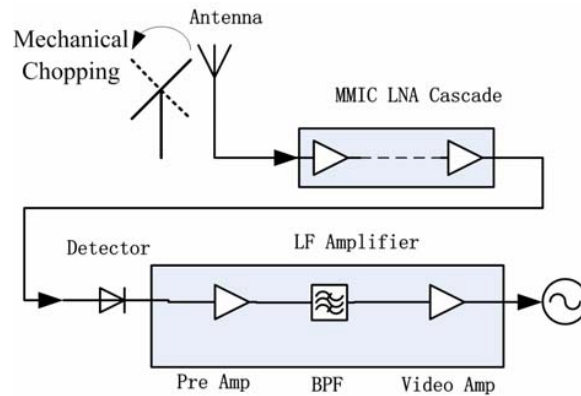 Antenna
Mechanical
Chopping
MMIC LNA Cascade
Detector
LF Amplifier
Pre Amp
BPF
Video Amp